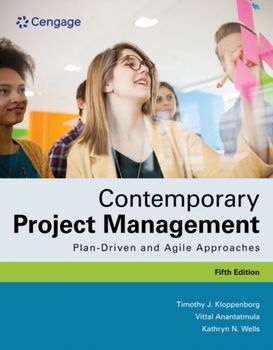 Cengage
Contemporary
Project Management
Plan-Driven and Agile Approaches
Fifth Edition
Timothy J. Kloppenborg
Vittal Anantatmula
Kathryn N. Wells